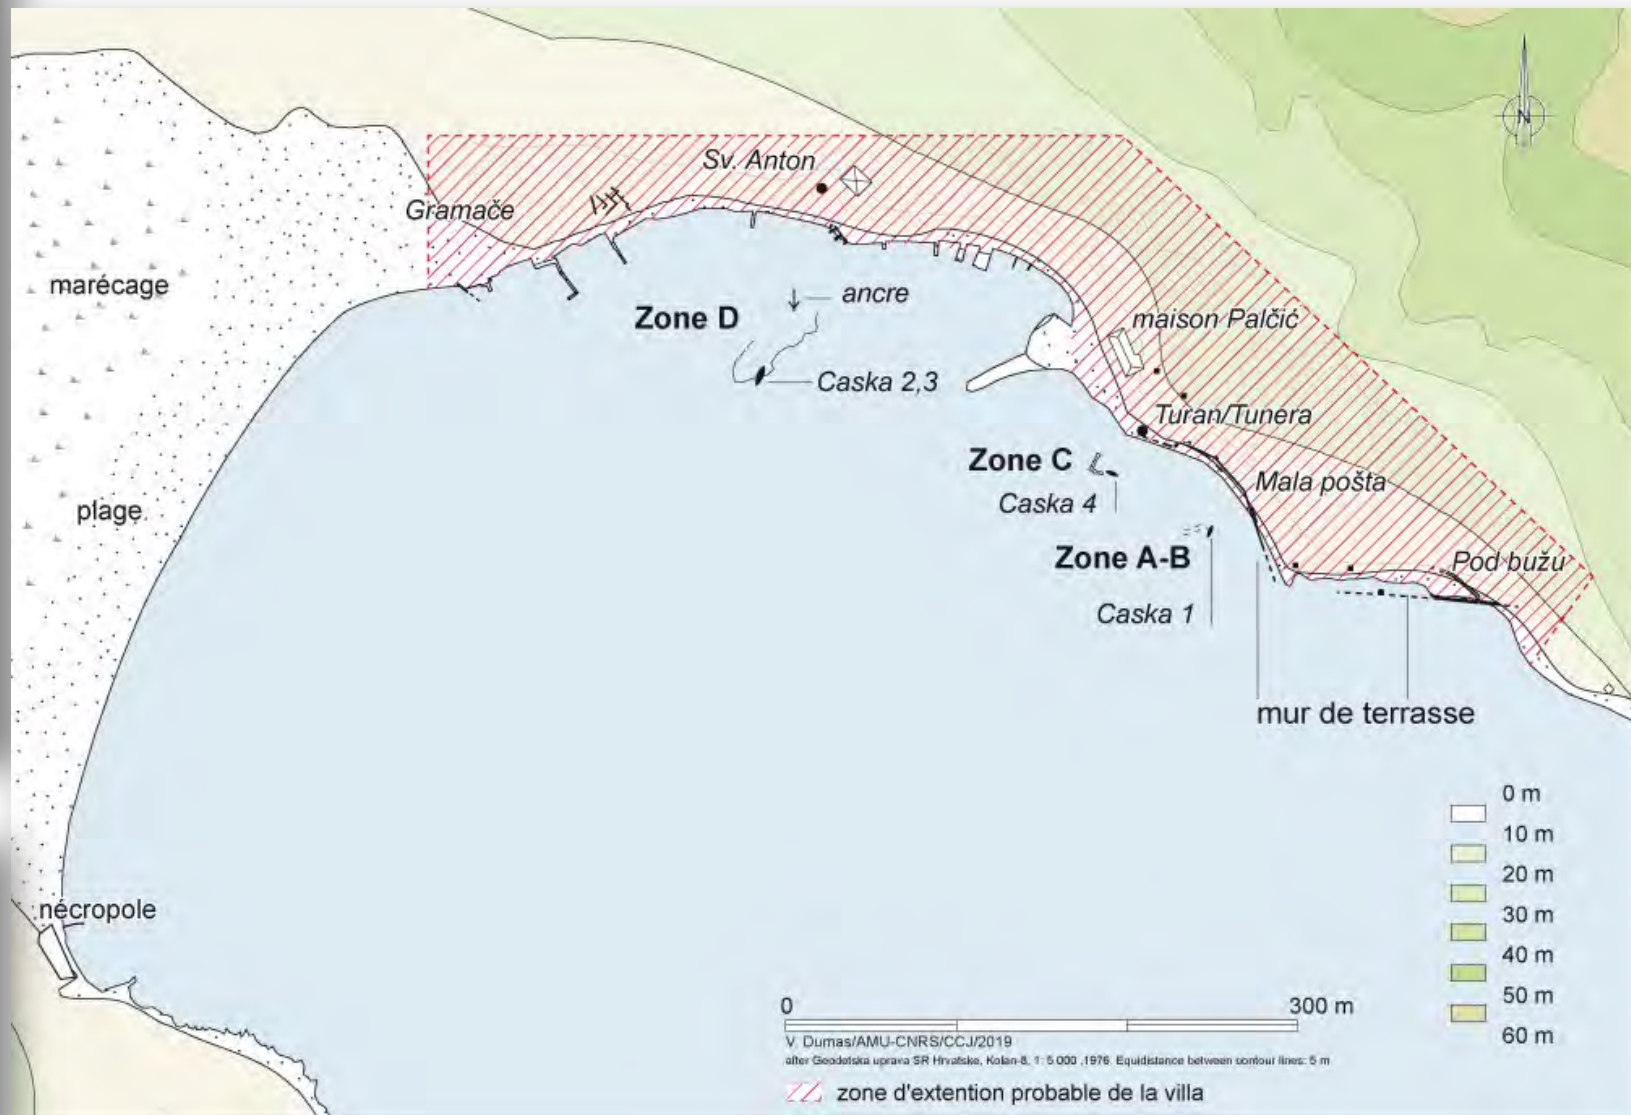 N
Sv. Anton
Gramače
marécage
ancre
Zone D
maison Palčić
Caska 2,3
Turan/Tunera
Zone C
Mala pošta
Caska 4
plage
Zone A-B
Pod bužu
Caska 1
mur de terrasse
0 m
10 m
20 m
30 m
40 m
50 m
60 m
nécropole
0 300 m
V. Dumas/AMU-CNRS/CCJ/2019
after Geodetska uprava SR Hrvatske, Kolan-8, 1: 5 000 ,1976. Equidistance between contour lines: 5 m
zone d'extention probable de la villa